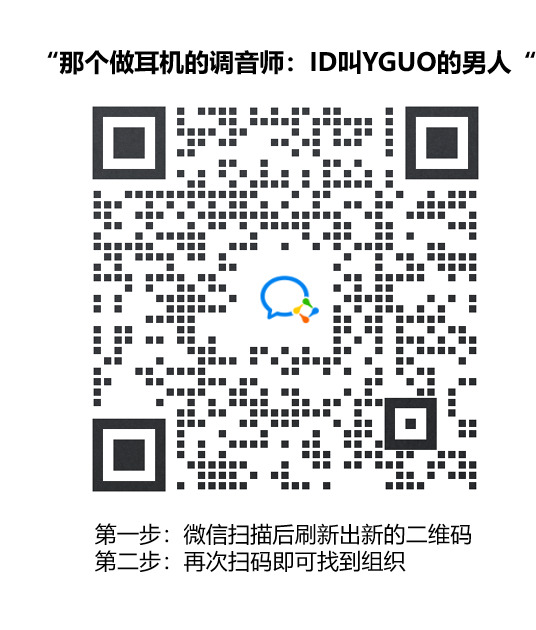 “那个做耳机的调音师：ID叫YGUO的男人“
第一步：微信扫描后刷新出新的二维码
第二步：再次扫码即可找到组织